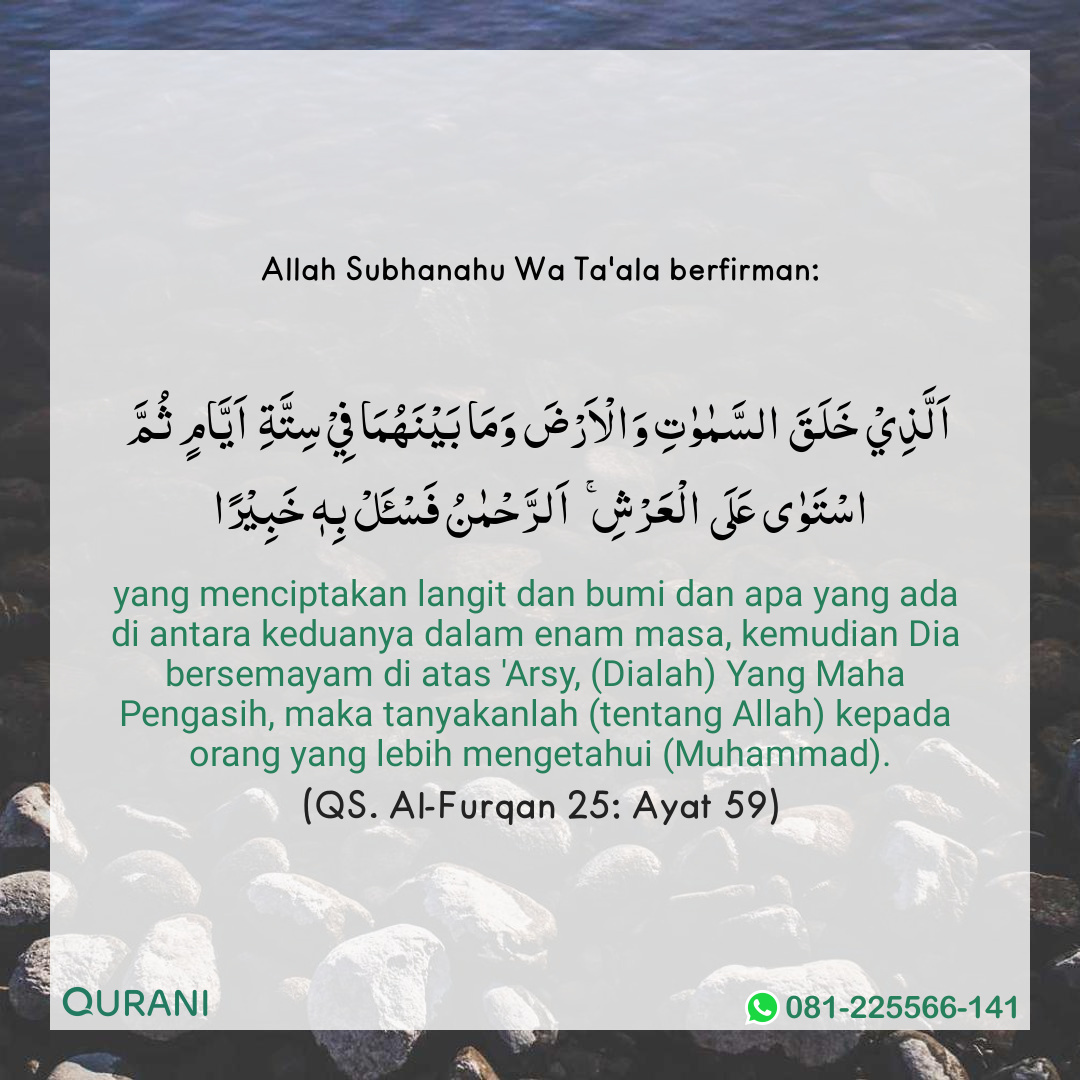 Allah Subhanahu Wa Ta'ala berfirman:
اَلَّذِيْ خَلَقَ السَّمٰوٰتِ وَالْاَرْضَ وَمَا بَيْنَهُمَا فِيْ سِتَّةِ اَيَّامٍ ثُمَّ
اسْتَوٰى عَلَى الْعَرْشِۚ اَلرَّحْمٰنُ فَسْـَٔلْ بِهٖ خَبِيْرًا
yang menciptakan langit dan bumi dan apa yang ada
di antara keduanya dalam enam masa, kemudian Dia
bersemayam di atas 'Arsy, (Dialah) Yang Maha
Pengasih, maka tanyakanlah (tentang Allah) kepada
orang yang lebih mengetahui (Muhammad).
(QS. Al-Furqan 25: Ayat 59)
QURANI
081-225566-141